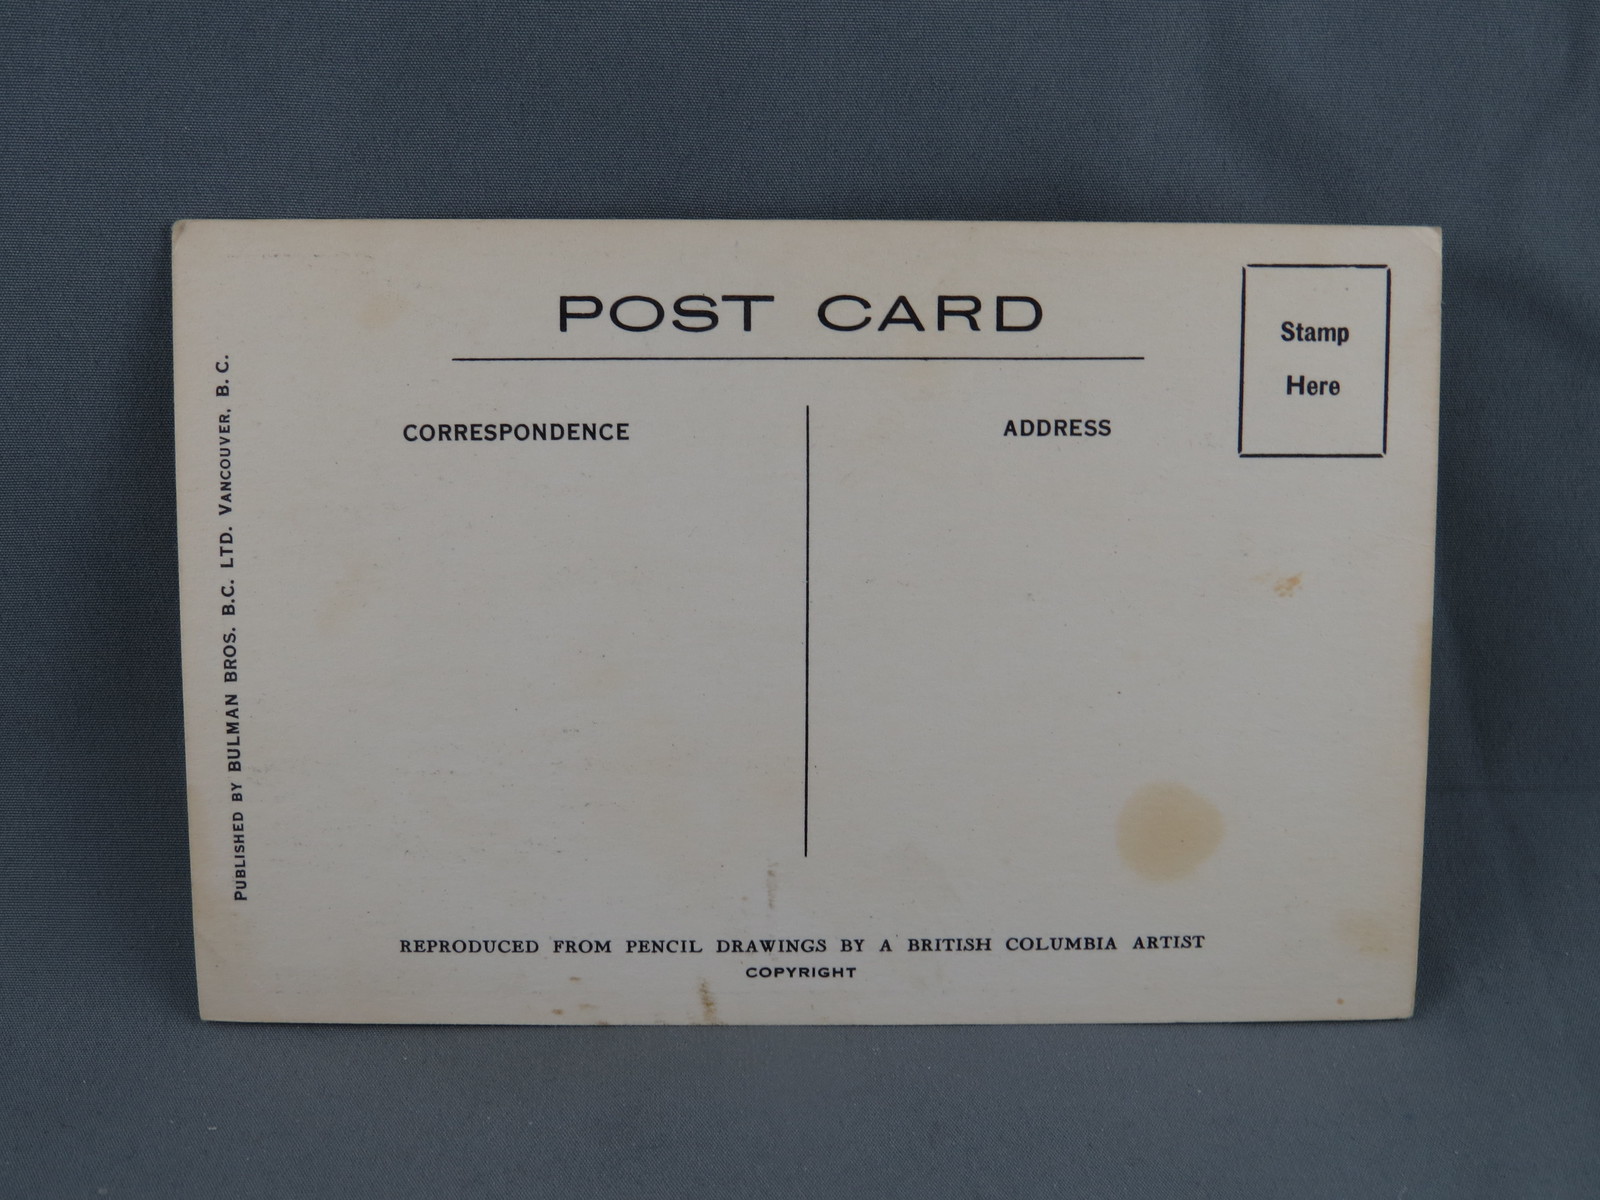 POST CARD
Stamp
Here
CORRESPONDENCE
ADDRESS
PUBLISHED BY BULMAN BROS. B.C. LTD. VANCOUVER, B. C.
REPRODUCED FROM PENCIL DRAWINGS BY A BRITISH COLUMBIA ARTIST
COPYRIGHT